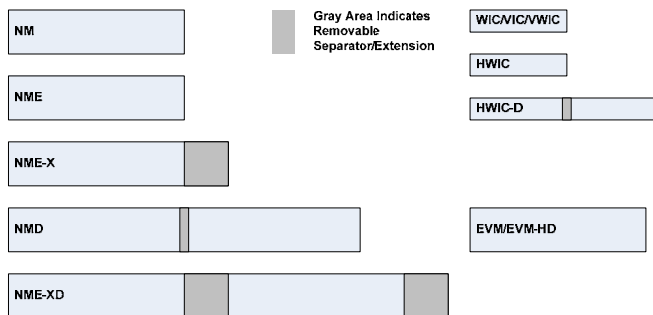 NM
Gray Area Indicates
Removable
Separator/Extension
WIC/VIC/VWIC
HWIC
NME
HWIC-D
NME-X
NMD
EVM/EVM-HD
NME-XD